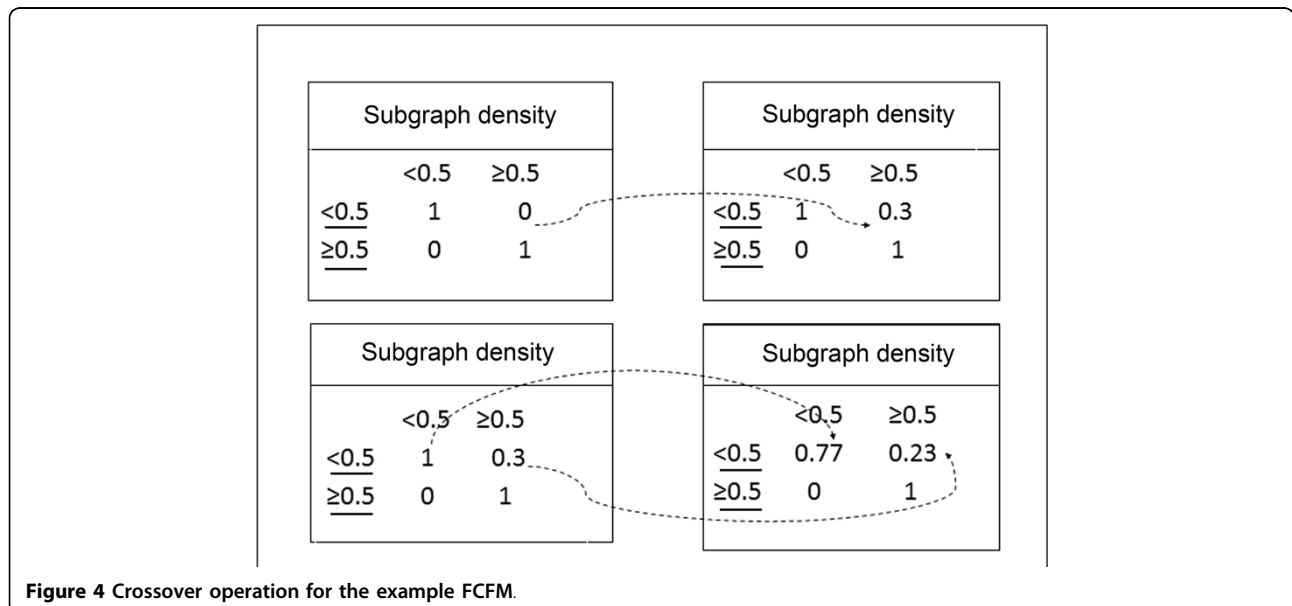 Subgraph density
<0.5 ≥0.5
<0.5 1 0
≥0.5 0 1
Subgraph density
<0.5 ≥0.5
<0.5 1 0.3
≥0.5 0 1
Subgraph density
<0.5 ≥0.5
<0.5 1 0.3
≥0.5 0 1
Subgraph density
<0.5 ≥0.5
<0.5 0.77 0.23
≥0.5 0 1
Figure 4 Crossover operation for the example FCFM.